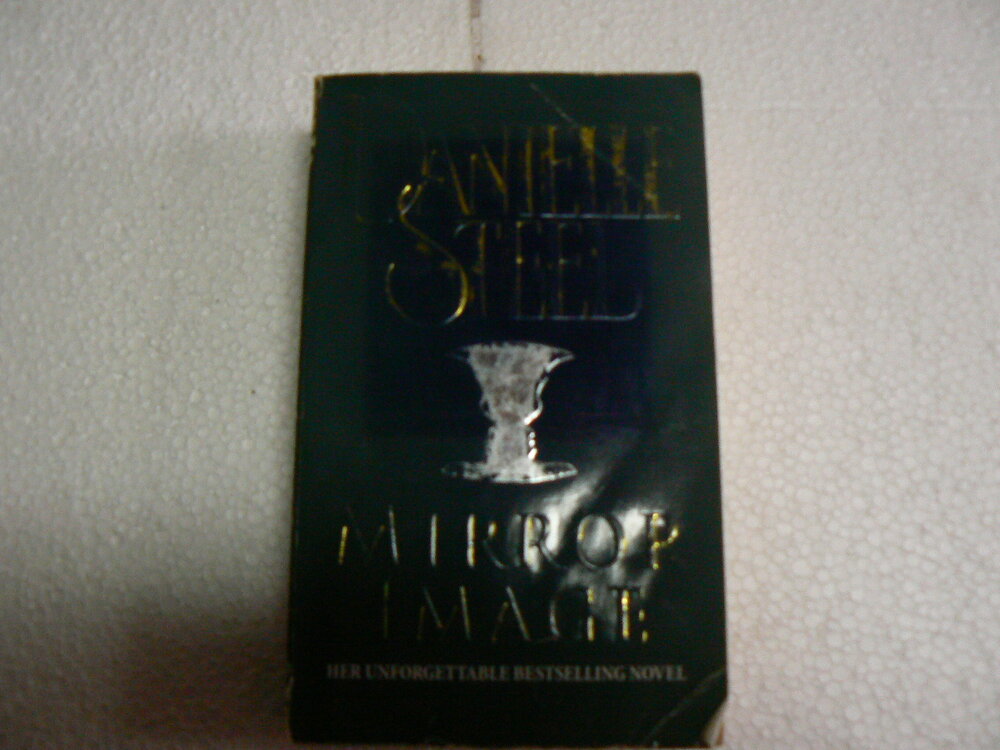 DANIELLE
STEEL
MIRROR
IMAGE
HER UNFORGETTABLE BESTSELLING NOVEL